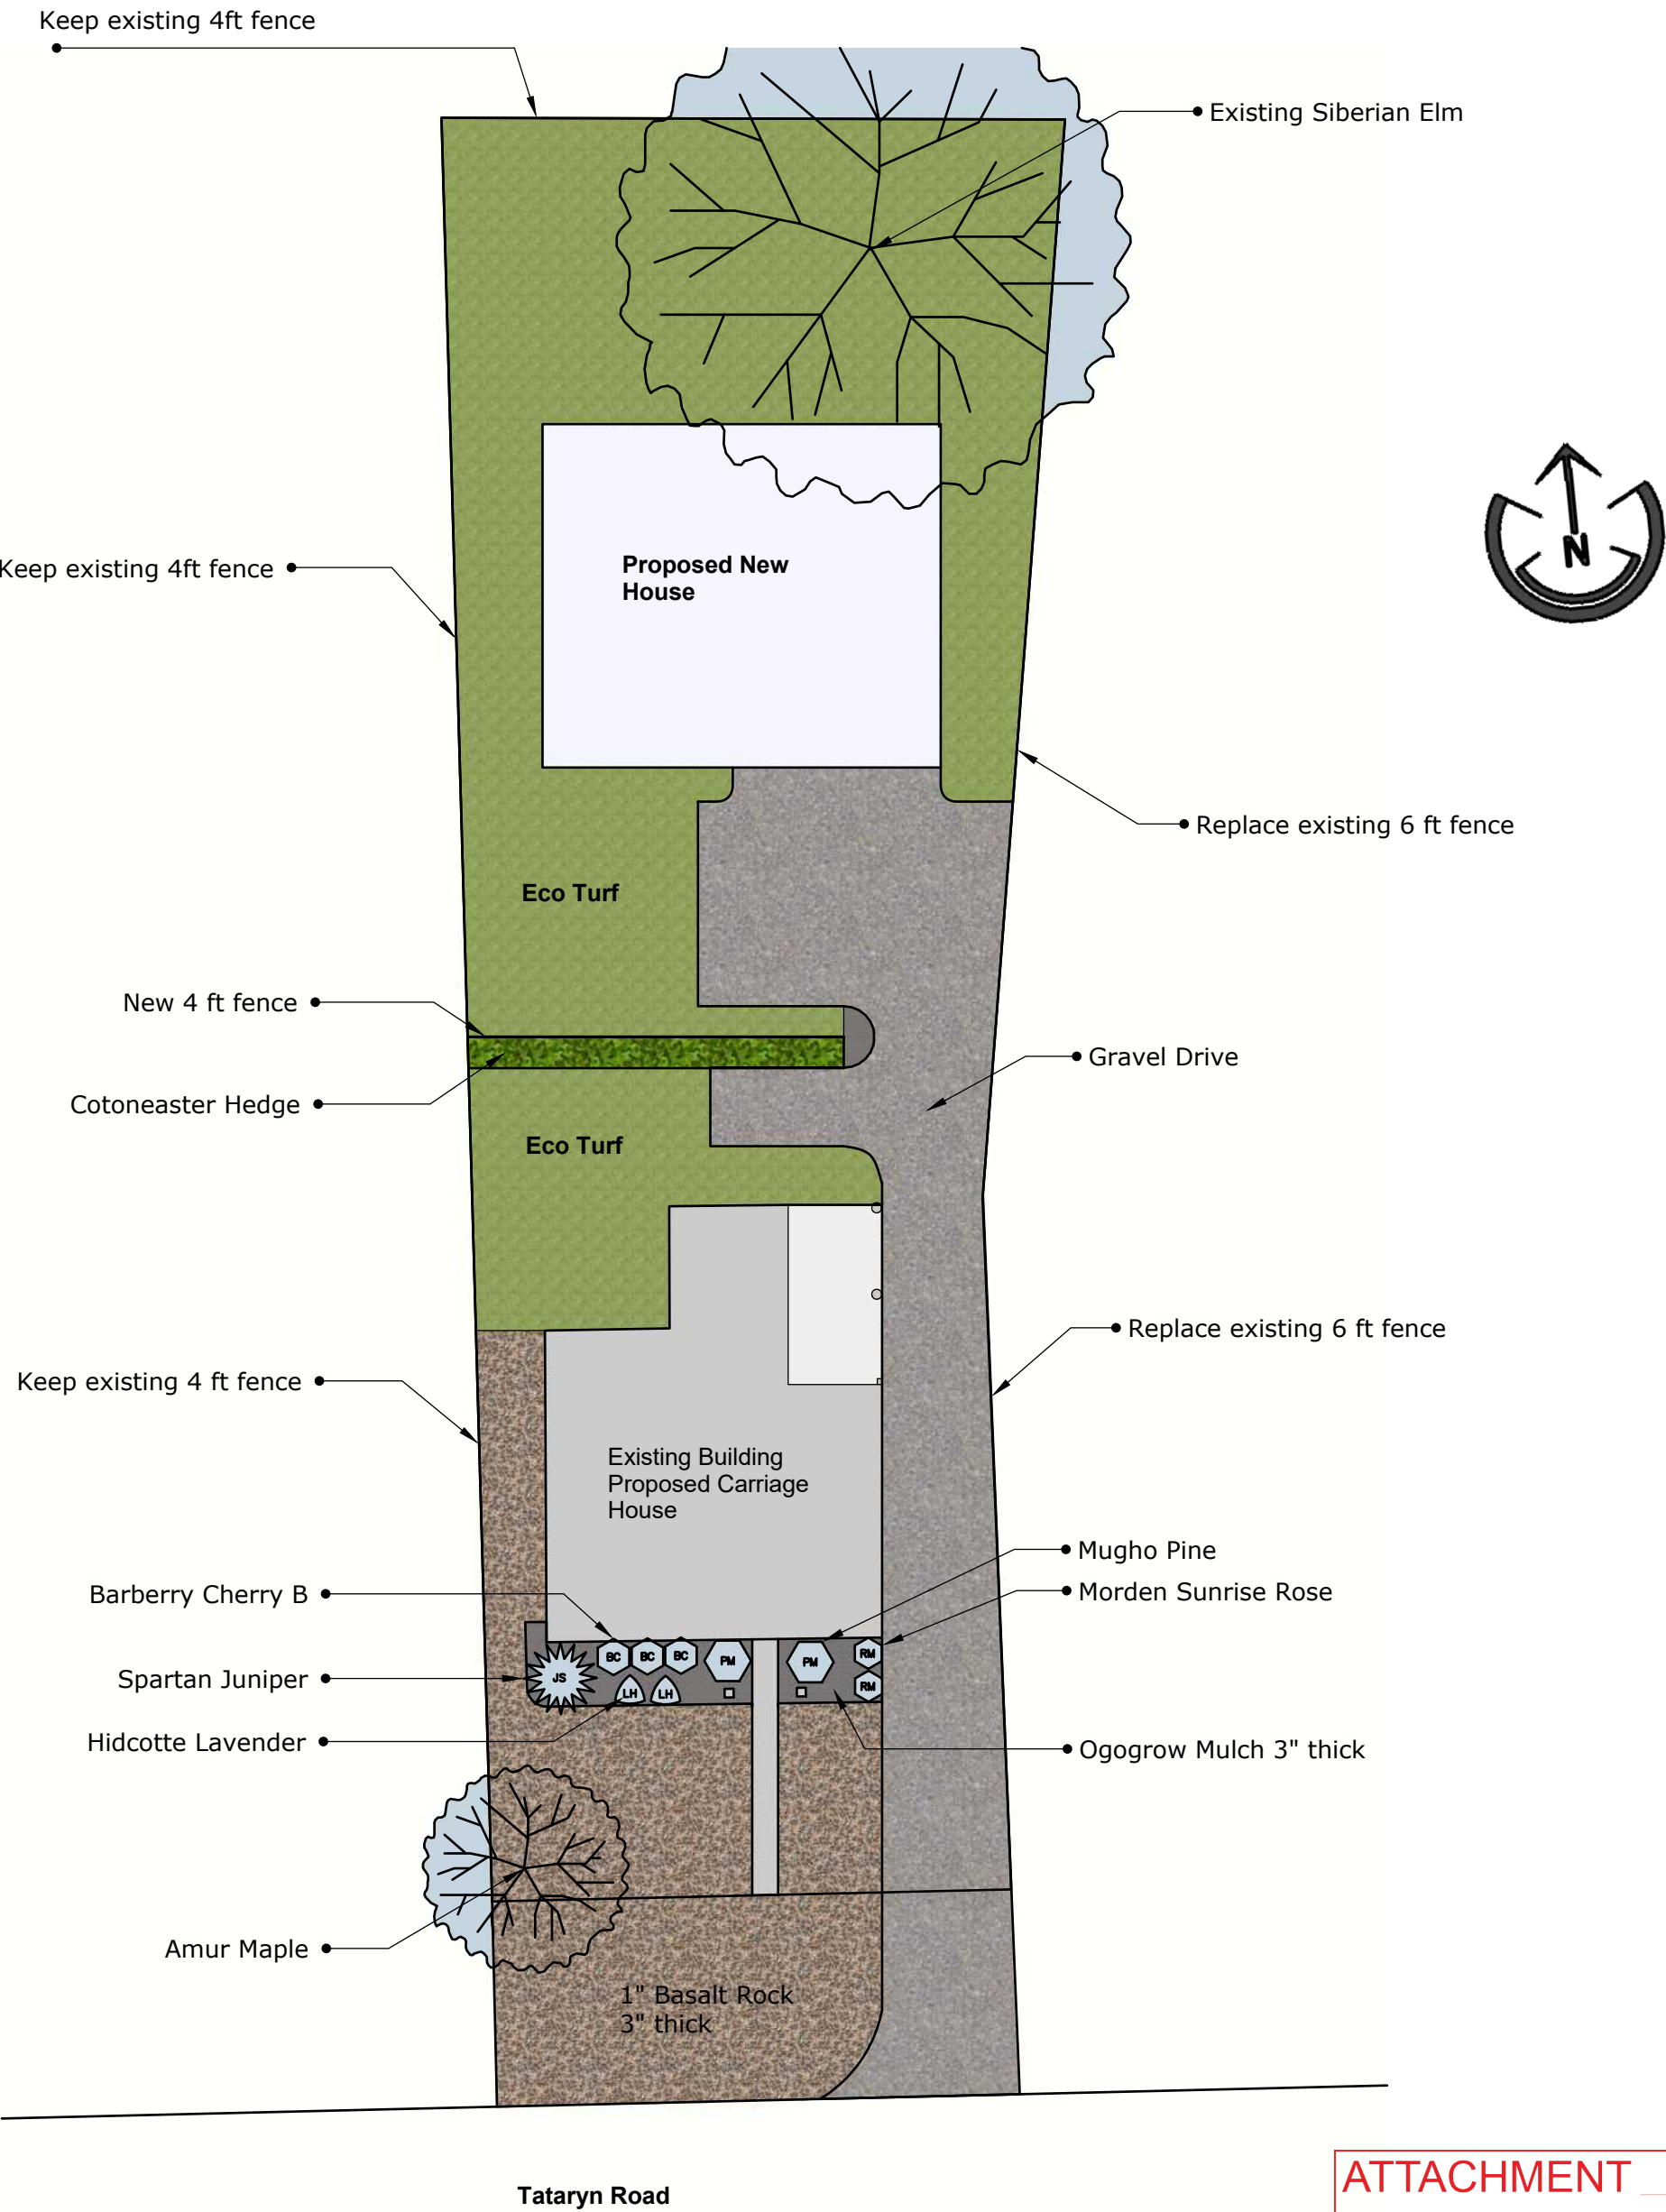 Keep existing 4ft fence
Existing Siberian Elm
N
Keep existing 4ft fence
Proposed New
House
Replace existing 6 ft fence
Eco Turf
New 4 ft fence
Gravel Drive
Cotoneaster Hedge
Eco Turf
Replace existing 6 ft fence
Keep existing 4 ft fence
Existing Building
Proposed Carriage
House
Mugho Pine
Morden Sunrise Rose
Barberry Cherry B
BC BC BC PM PM RM
JS
Spartan Juniper
LH LH RM
Hidcotte Lavender
Ogogrow Mulch 3" thick
Amur Maple
1" Basalt Rock
3" thick
ATTACHMENT
Tataryn Road